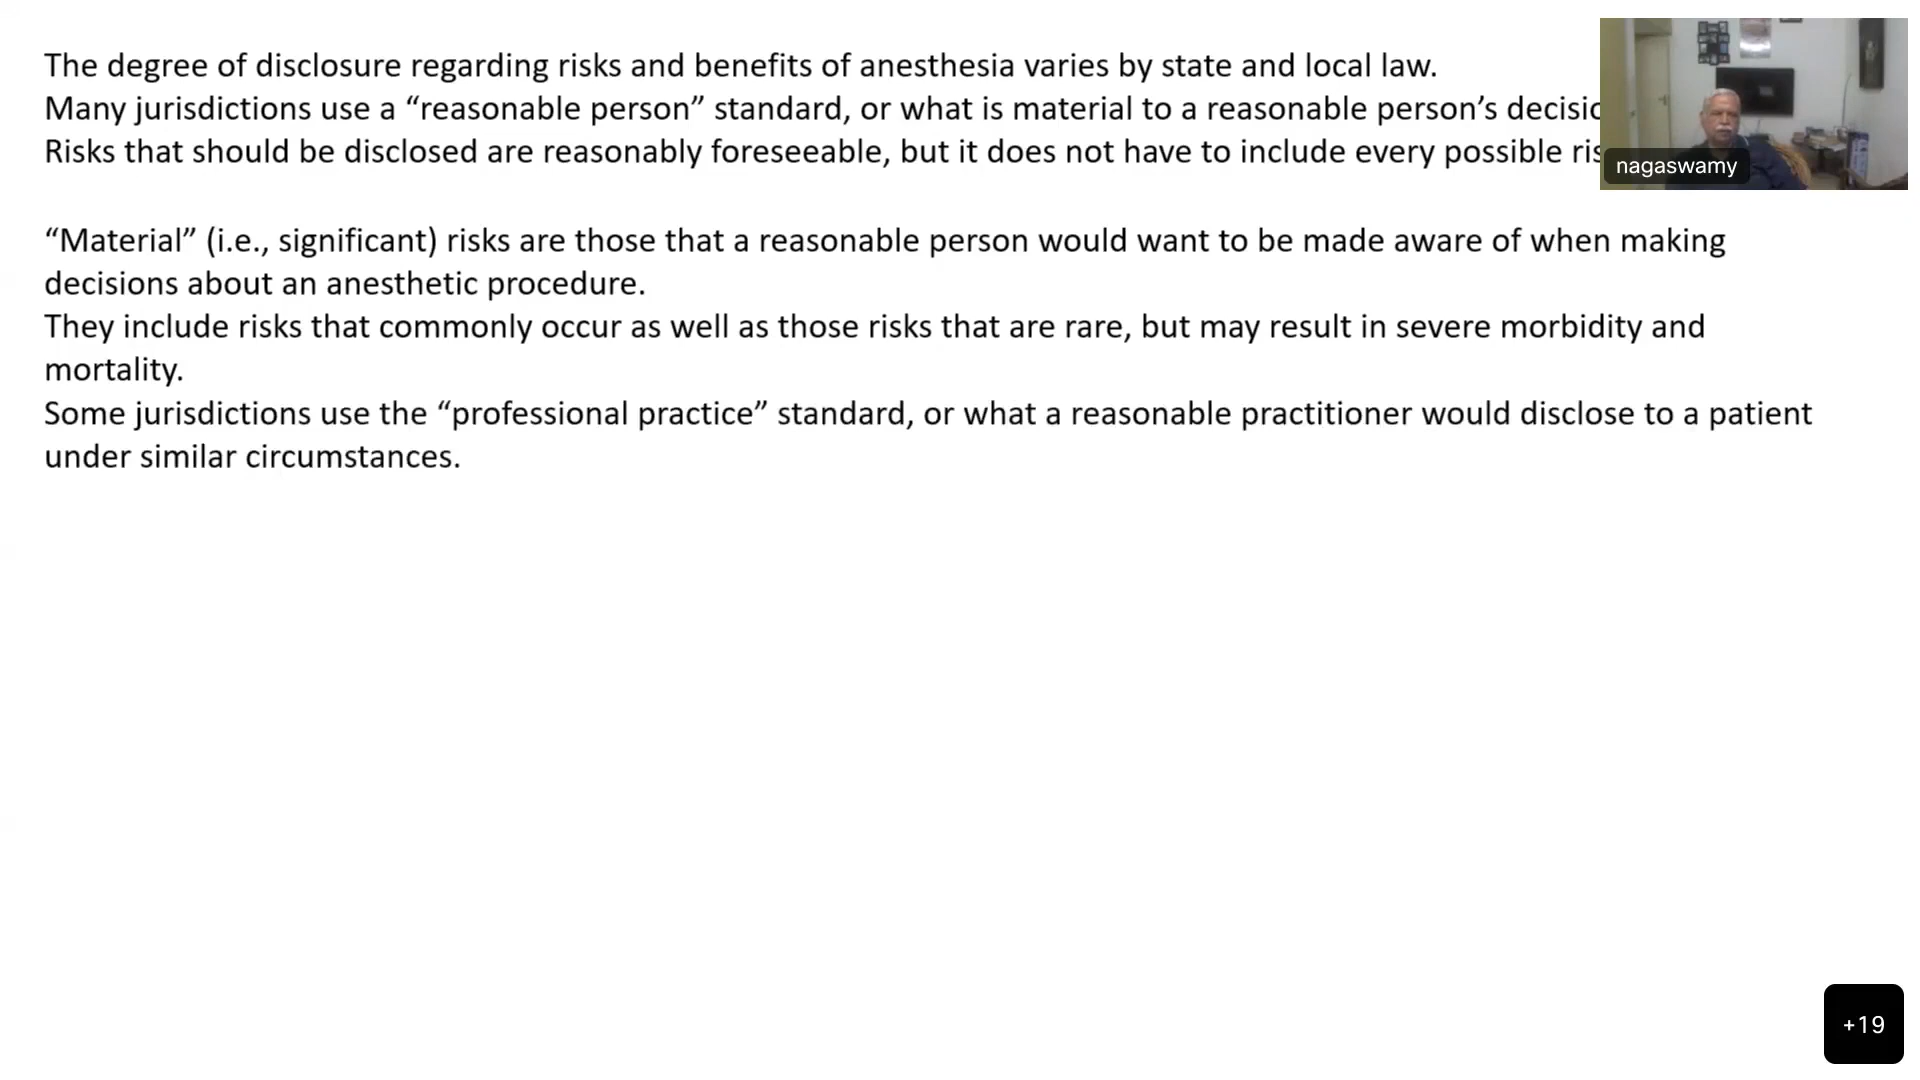 The degree of disclosure regarding risks and benefits of anesthesia varies by state and local law.
Many jurisdictions use a “reasonable person” standard, or what is material to a reasonable person’s
Risks that should be disclosed are reasonably foreseeable, but it does not have to include every possible
nagaswamy
“Material” (i.e., significant) risks are those that a reasonable person would want to be made aware of when making
decisions about an anesthetic procedure.
They include risks that commonly occur as well as those risks that are rare, but may result in severe morbidity and
mortality.
Some jurisdictions use the “professional practice” standard, or what a reasonable practitioner would disclose to a patient
under similar circumstances.
+19